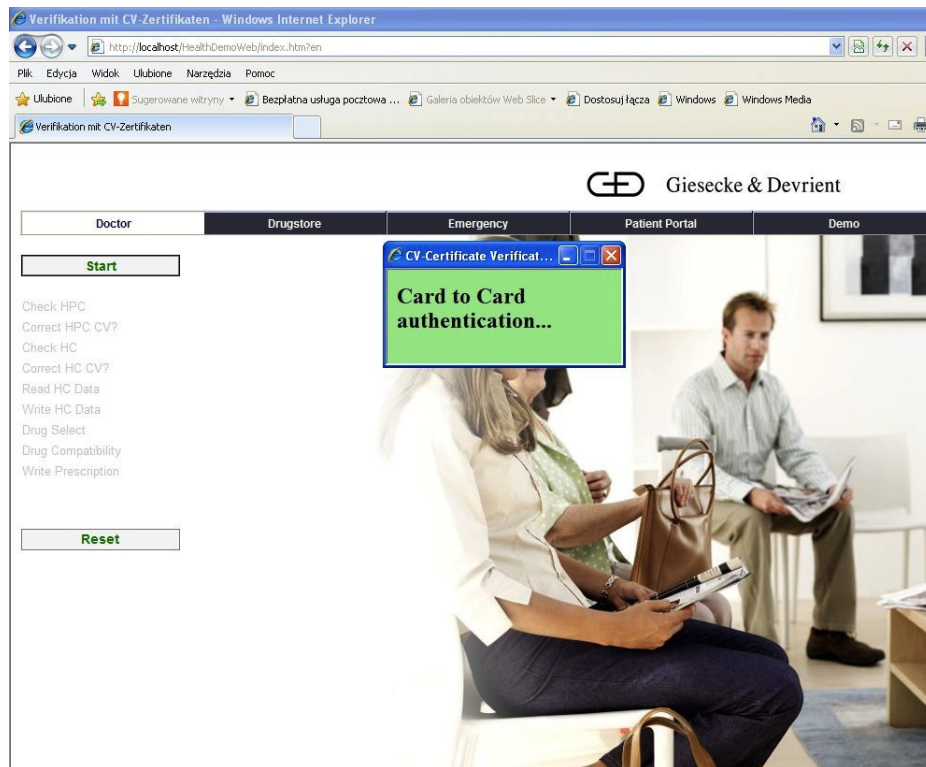 Verifikation mit CV-Zertifikaten - Windows Internet Explorer
http://localhost/HealthDemoWeb/index.htm?en
Plik Edycja Widok Ulubione Narzędzia Pomoc
Ulubione Sugerowane witryny Bezpłatna usługa pocztowa ... Galeria obiektów Web Slice Dostosuj łącza Windows Windows Media
Verifikation mit CV-Zertifikaten
Giesecke & Devrient
Doctor Drugstore Emergency Patient Portal Demo
Start
CV-Certificate Verificat...
Card to Card
authentication...
Check HPC
Correct HPC CV?
Check HC
Correct HC CV?
Read HC Data
Write HC Data
Drug Select
Drug Compatibility
Write Prescription
Reset